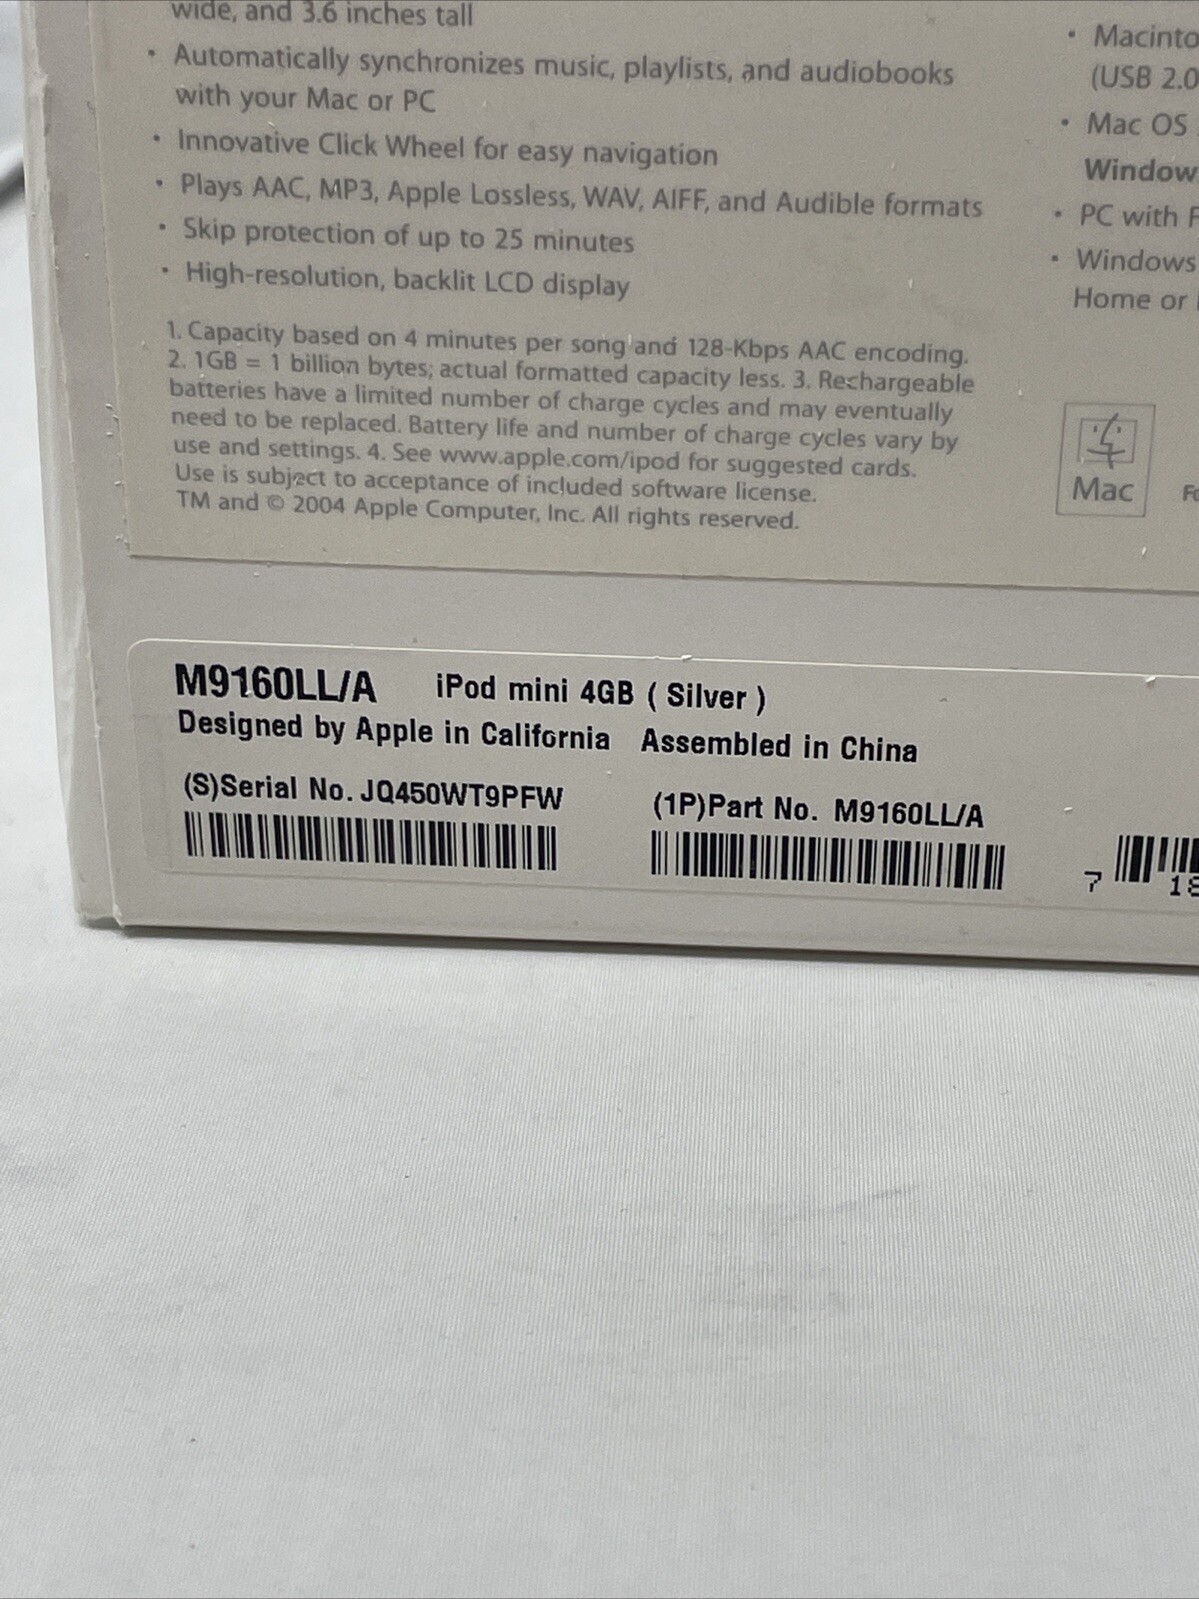 wide, and 3.6 inches tall
• Automatically synchronizes music, playlists, and audiobooks
with your Mac or PC
• Innovative Click Wheel for easy navigation
• Plays AAC, MP3, Apple Lossless, WAV, AIFF, and Audible formats
• Skip protection of up to 25 minutes
• High-resolution, backlit LCD display
1. Capacity based on 4 minutes per song and 128-Kbps AAC encoding.
2. 1GB = 1 billion bytes; actual formatted capacity less. 3. Rechargeable
batteries have a limited number of charge cycles and may eventually
need to be replaced. Battery life and number of charge cycles vary by
use and settings. 4. See www.apple.com/ipod for suggested cards.
Use is subject to acceptance of included software license.
TM and © 2004 Apple Computer, Inc. All rights reserved.
• Macinto
(USB 2.0
• Mac OS
Window
• PC with
• Windows
Home or
Mac
M9160LL/A iPod mini 4GB ( Silver )
Designed by Apple in California Assembled in China
(S)Serial No. JQ450WT9PFW (1P)Part No. M9160LL/A
7 18